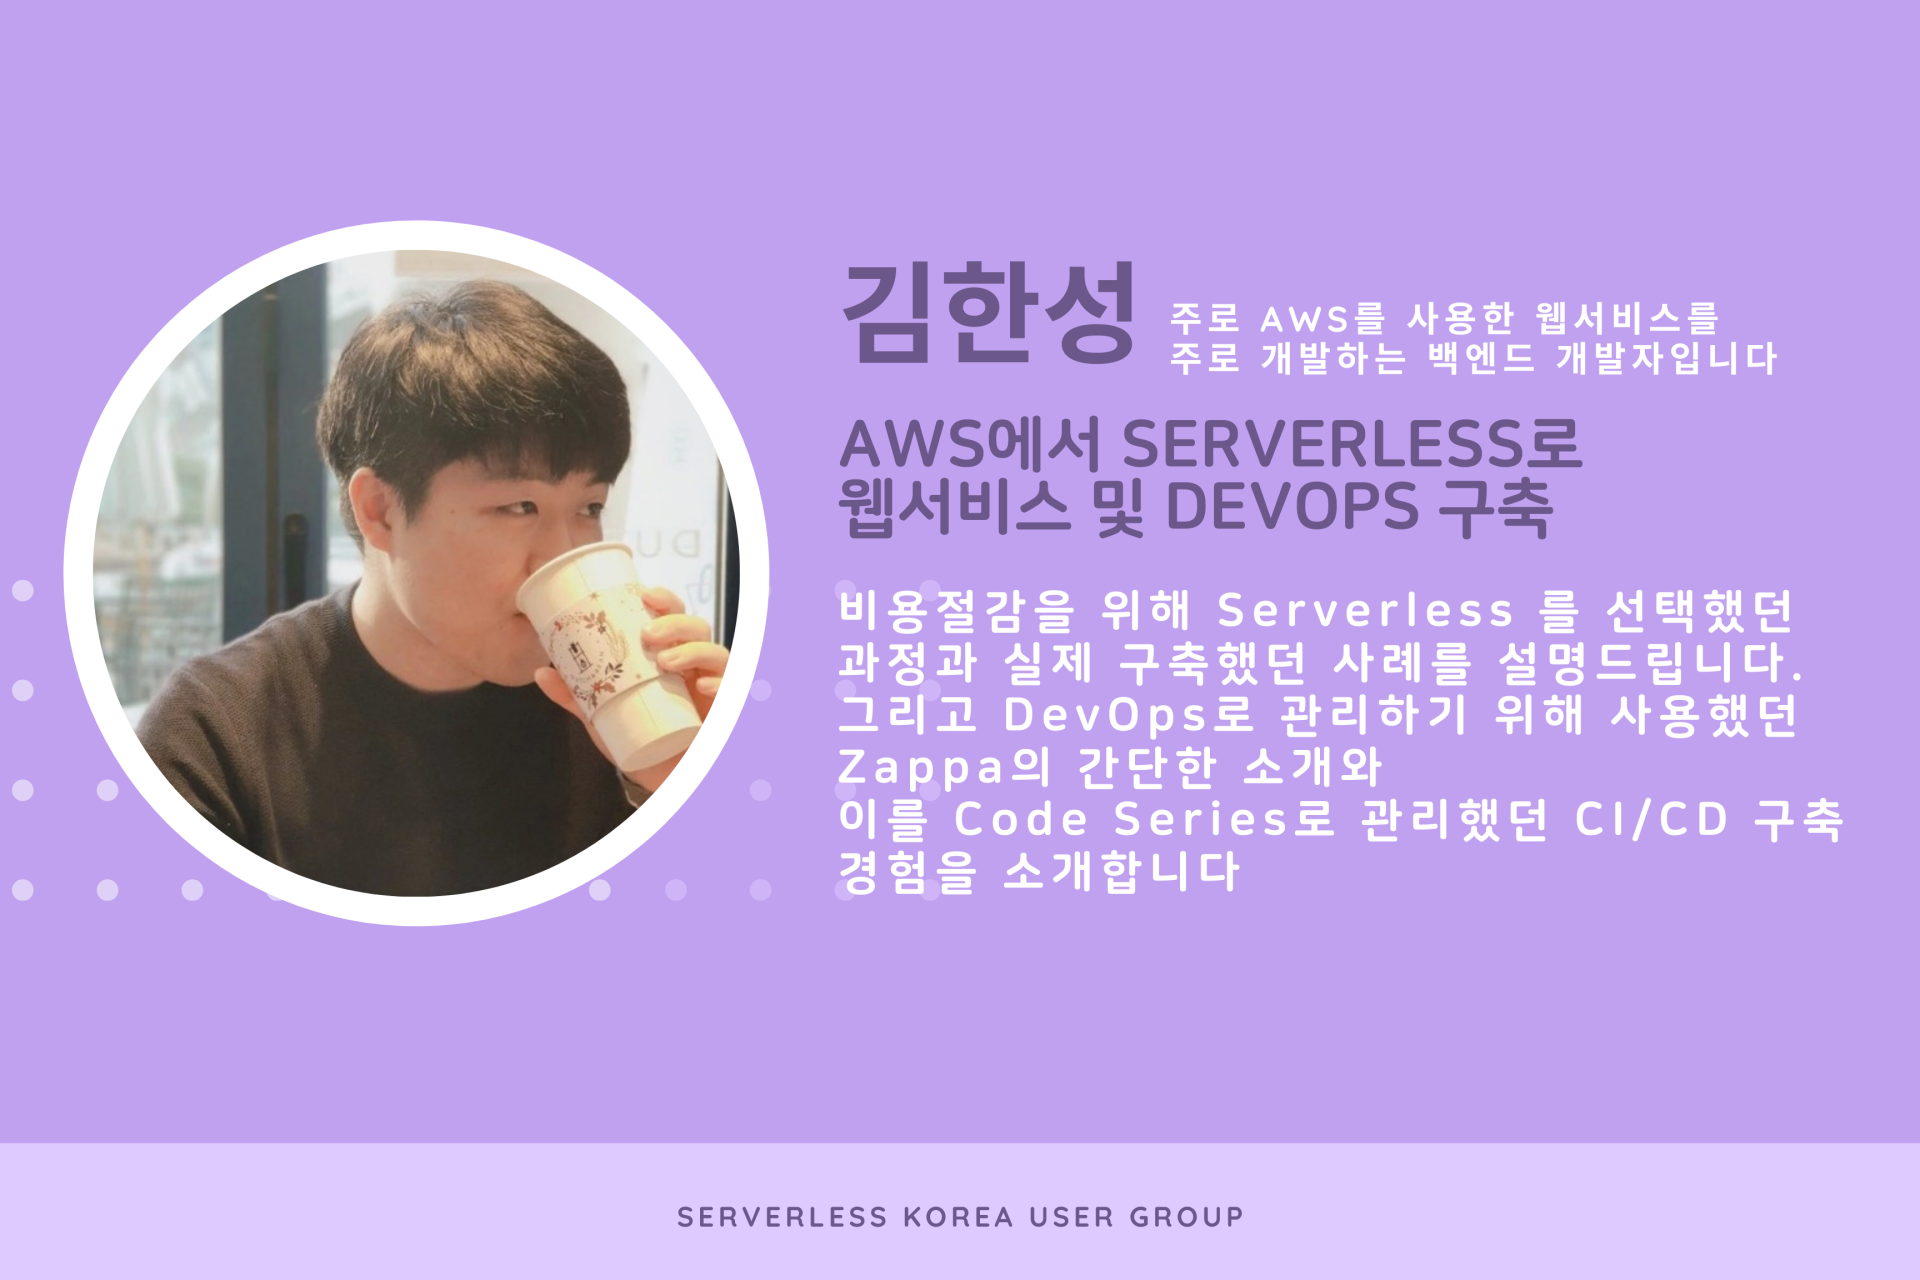 김한성
주로 AWS를 사용한 웹서비스를
주로 개발하는 백엔드 개발자입니다
AWS에서 SERVERLESS로
웹서비스 및 DEVOPS 구축
비용절감을 위해 Serverless 를 선택했던
과정과 실제 구축했던 사례를 설명드립니다.
그리고 DevOps로 관리하기 위해 사용했던
Zappa의 간단한 소개와
이를 Code Series로 관리했던 CI/CD 구축
경험을 소개합니다
SERVERLESS KOREA USER GROUP